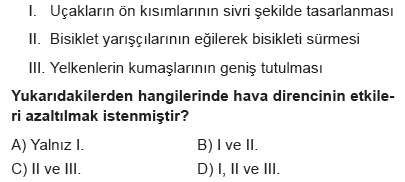 I. Uçakların ön kısımlarının sivri şekilde tasarlanması
II. Bisiklet yarışçılarının eğilerek bisikleti sürmesi
III. Yelkenlerin kumaşlarının geniş tutulması
Yukarıdakilerden hangilerinde hava direncinin etkile-
ri azaltılmak istenmiştir?
A) Yalnız I. B) I ve II.
C) II ve III. D) I, II ve III.